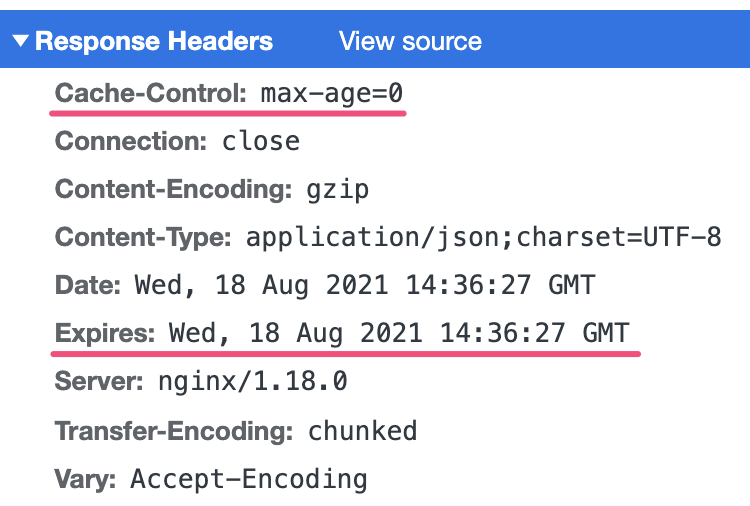 Response Headers View source
Cache-Control: max-age=0
Connection: close
Content-Encoding: gzip
Content-Type: application/json;charset=UTF-8
Date: Wed, 18 Aug 2021 14:36:27 GMT
Expires: Wed, 18 Aug 2021 14:36:27 GMT
Server: nginx/1.18.0
Transfer-Encoding: chunked
Vary: Accept-Encoding